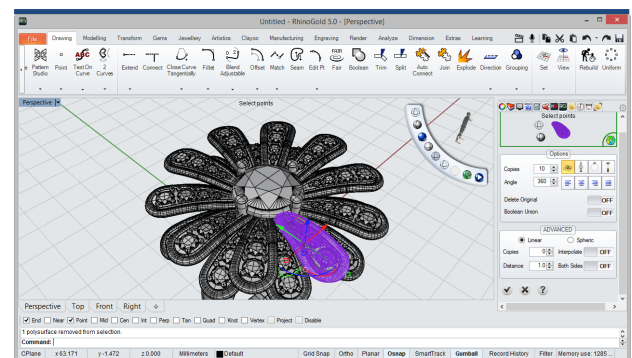 Untitled - RhinoGold 5.0 - [Perspective]
File Drawing Modelling Transform Gems Jewellery Artistics Clayoo Manufacturing Engraving Render Analyze Dimension Extras Learning
Pattern Studio Point Text On Curve 2 Curves Extend Connect Close Curve Tangentially Fillet Blend Adjustable Offset Match Seam Edit Pt Fair Boolean Trim Split Auto Connect Join Explode Direction Grouping Set View Rebuild Uniform
Perspective
Select points
Select points
Options
Copies 10
Angle 360
Delete Original OFF
Boolean Union OFF
ADVANCED
Linear Spheric
Copies 0 Interpolate OFF
Distance 1.0 Both Sides OFF
Perspective Top Front Right
End Near Point Mid Cen Int Perp Tan Quad Knot Vertex Project Disable
1 polysurface removed from selection.
Command:
CPlane x 63.171 y -1.472 z 0.000 Millimeters Default Grid Snap Ortho Planar Osnap SmartTrack Gumball Record History Filter Memory use: 1285 ...